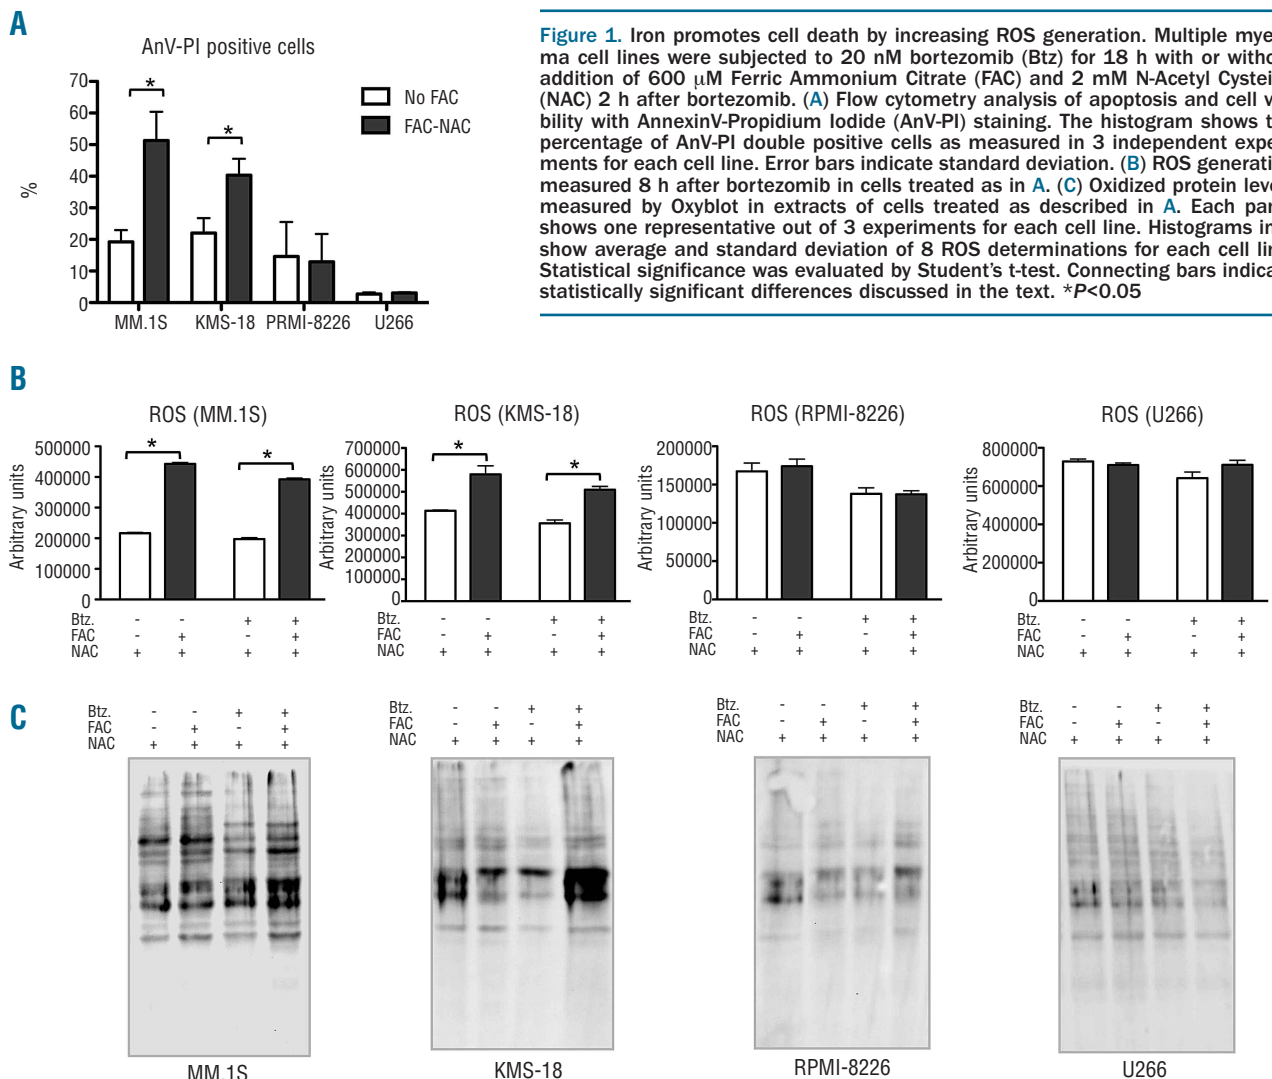 A
AnV-PI positive cells
%
70
60
50
40
30
20
10
0
*
*
No FAC
FAC-NAC
MM.1S KMS-18 PRMI-8226 U266
Figure 1. Iron promotes cell death by increasing ROS generation. Multiple mye
ma cell lines were subjected to 20 nM bortezomib (Btz) for 18 h with or witho
addition of 600 μM Ferric Ammonium Citrate (FAC) and 2 mM N-Acetyl Cystei
(NAC) 2 h after bortezomib. (A) Flow cytometry analysis of apoptosis and cell v
bility with AnnexinV-Propidium Iodide (AnV-PI) staining. The histogram shows t
percentage of AnV-PI double positive cells as measured in 3 independent expe
ments for each cell line. Error bars indicate standard deviation. (B) ROS generati
measured 8 h after bortezomib in cells treated as in A. (C) Oxidized protein leve
measured by Oxyblot in extracts of cells treated as described in A. Each pan
shows one representative out of 3 experiments for each cell line. Histograms in
show average and standard deviation of 8 ROS determinations for each cell lin
Statistical significance was evaluated by Student’s t-test. Connecting bars indica
statistically significant differences discussed in the text. *P<0.05
B
ROS (MM.1S)
Arbitrary units
500000
400000
300000
200000
100000
0
* *
Btz. - - + +
FAC - + - +
NAC + + + +
ROS (KMS-18)
Arbitrary units
700000
600000
500000
400000
300000
200000
100000
0
* *
- - + +
- + - +
+ + + +
ROS (RPMI-8226)
Arbitrary units
200000
150000
100000
50000
0
Btz. - - + +
FAC - + - +
NAC + + + +
ROS (U266)
Arbitrary units
800000
600000
400000
200000
0
Btz. - - + +
FAC - + - +
NAC + + + +
C
Btz. - - + +
FAC - + - +
NAC + + + +
MM.1S
Btz. - - + +
FAC - + - +
NAC + + + +
KMS-18
Btz. - - + +
FAC - + - +
NAC + + + +
RPMI-8226
Btz. - - + +
FAC - + - +
NAC + + + +
U266